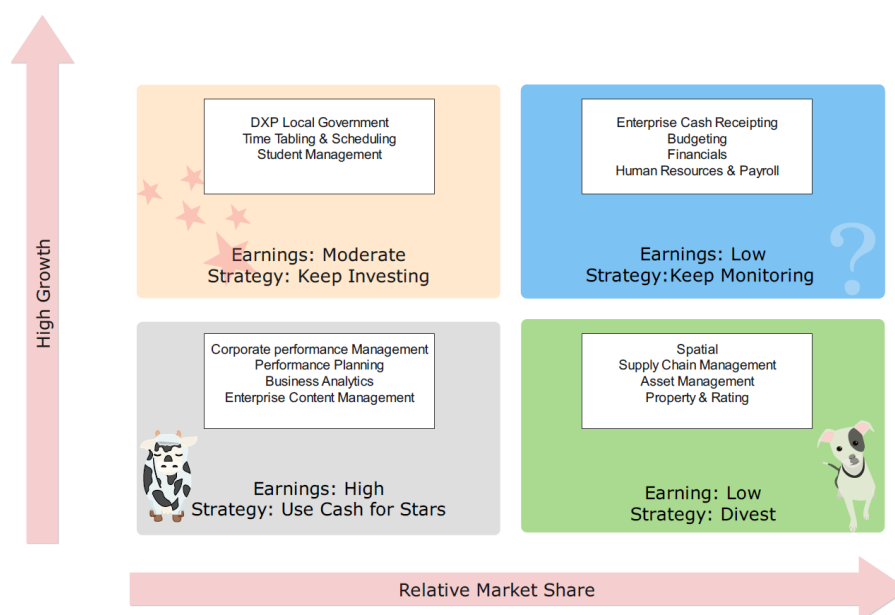 High Growth
DXP Local Government
Time Tabling & Scheduling
Student Management
Earnings: Moderate
Strategy: Keep Investing
Enterprise Cash Receipting
Budgeting
Financials
Human Resources & Payroll
?
Earnings: Low
Strategy:Keep Monitoring
Corporate performance Management
Performance Planning
Business Analytics
Enterprise Content Management
Earnings: High
Strategy: Use Cash for Stars
Spatial
Supply Chain Management
Asset Management
Property & Rating
Earning: Low
Strategy: Divest
Relative Market Share